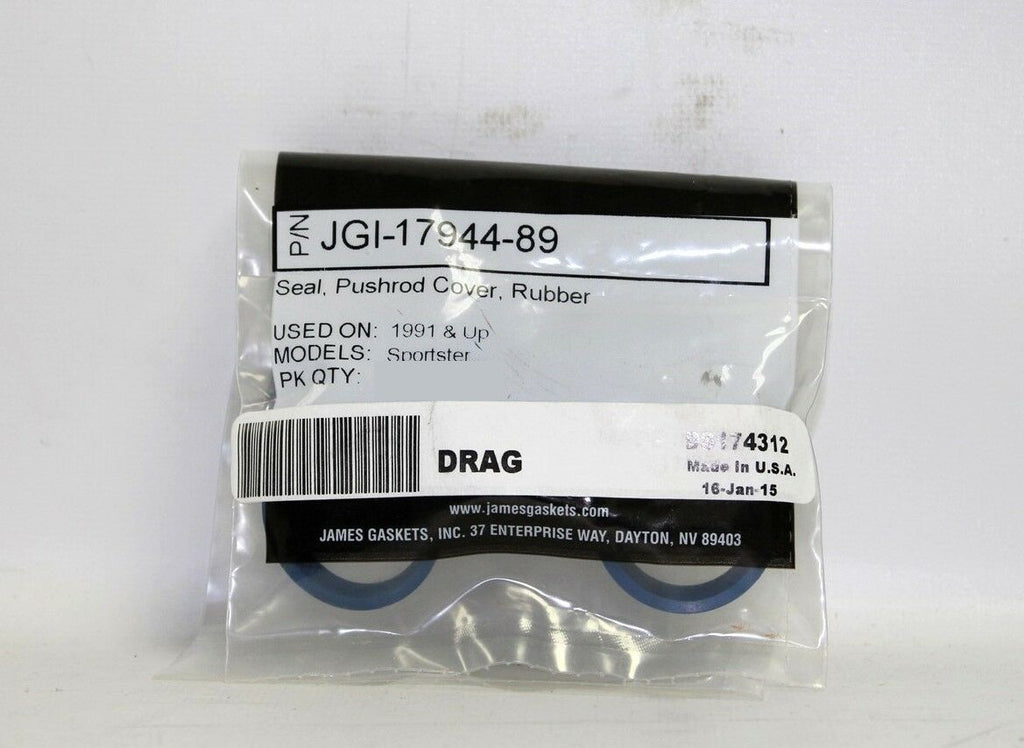 P/N JGI-17944-89
Seal, Pushrod Cover, Rubber
USED ON: 1991 & Up
MODELS: Sportster
PK QTY:
DRAG
Made In U.S.A.
16-Jan-15
www.jamesgaskets.com
JAMES GASKETS, INC. 37 ENTERPRISE WAY, DAYTON, NV 89403